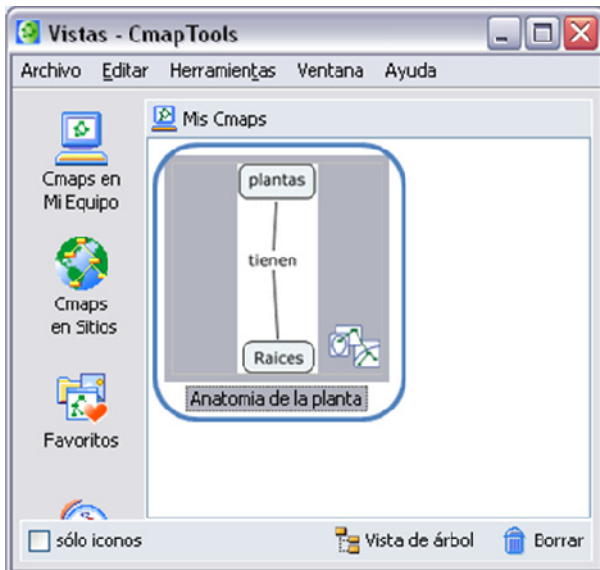 Vistas - CmapTools
Archivo Editar Herramientas Ventana Ayuda
Mis Cmaps
Cmaps en
Mi Equipo
Cmaps
en Sitios
Favoritos
plantas
tienen
Raices
Anatomia de la planta
sólo iconos
Vista de árbol
Borrar